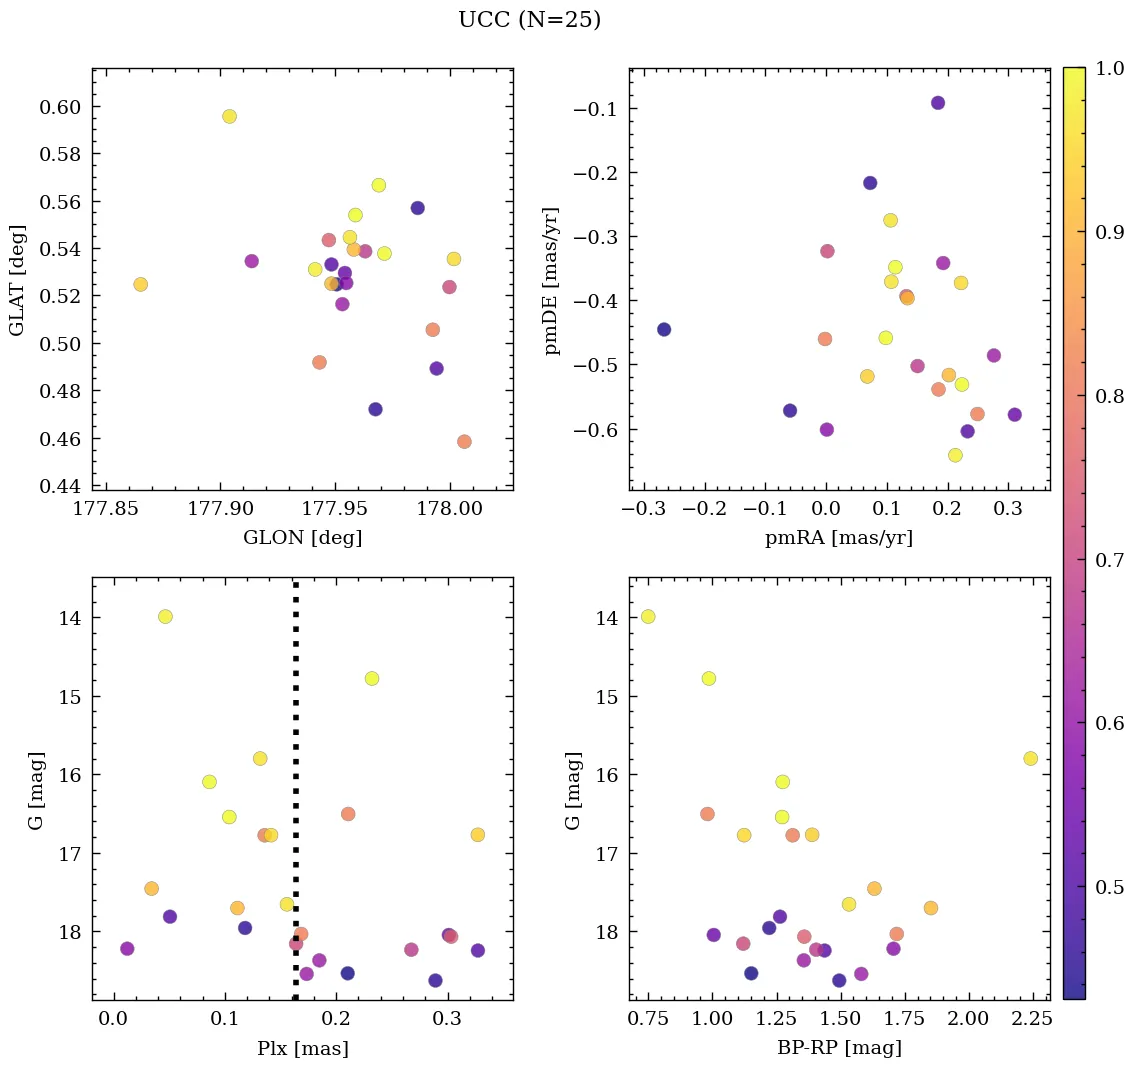 UCC (N=25)
0.60
0.58
0.56
0.54
0.52
0.50
0.48
0.46
0.44
GLAT [deg]
177.85 177.90 177.95 178.00
GLON [deg]
−0.1
−0.2
−0.3
−0.4
−0.5
−0.6
pmDE [mas/yr]
−0.3 −0.2 −0.1 0.0 0.1 0.2 0.3
pmRA [mas/yr]
1.0
0.9
0.8
0.7
0.6
0.5
14
15
16
17
18
G [mag]
0.0 0.1 0.2 0.3
Plx [mas]
14
15
16
17
18
G [mag]
0.75 1.00 1.25 1.50 1.75 2.00 2.25
BP-RP [mag]